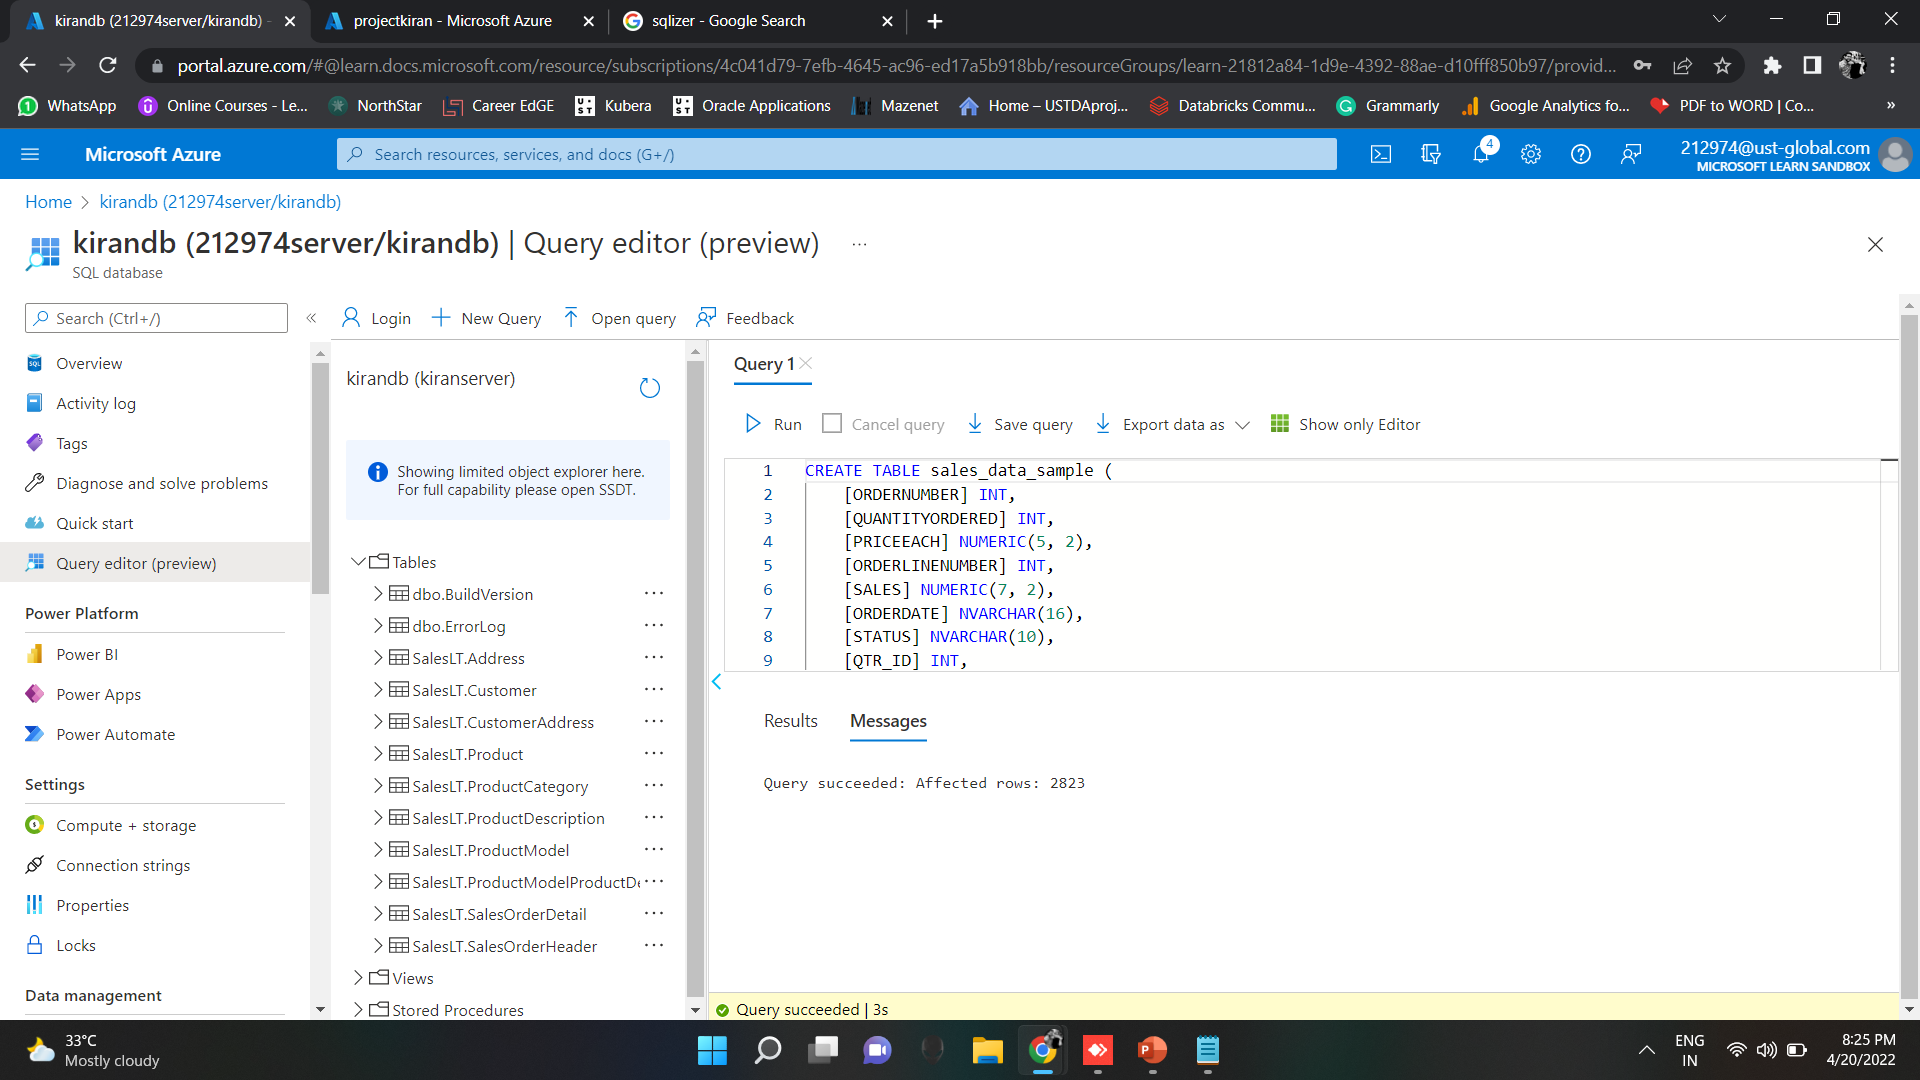 kirandb (212974server/kirandb) -
projectkiran - Microsoft Azure
sqlizer - Google Search
portal.azure.com/#@learn.docs.microsoft.com/resource/subscriptions/4c041d79-7efb-4645-ac96-ed17a5b918bb/resourceGroups/learn-21812a84-1d9e-4392-88ae-d10fff850b97/provid...
WhatsApp
Online Courses - Le...
NorthStar
Career EdGE
Kubera
Oracle Applications
Mazenet
Home – USTDAproj...
Databricks Commu...
Grammarly
Google Analytics fo...
PDF to WORD | Co...
»
Microsoft Azure
Search resources, services, and docs (G+/)
4
212974@ust-global.com
MICROSOFT LEARN SANDBOX
Home > kirandb (212974server/kirandb)
kirandb (212974server/kirandb) | Query editor (preview) ...
SQL database
Search (Ctrl+/)
«
Login
New Query
Open query
Feedback
Overview
Activity log
Tags
Diagnose and solve problems
Quick start
Query editor (preview)
Power Platform
Power BI
Power Apps
Power Automate
Settings
Compute + storage
Connection strings
Properties
Locks
Data management
kirandb (kiranserver)
Showing limited object explorer here.
For full capability please open SSDT.
Tables
dbo.BuildVersion ...
dbo.ErrorLog ...
SalesLT.Address ...
SalesLT.Customer ...
SalesLT.CustomerAddress ...
SalesLT.Product ...
SalesLT.ProductCategory ...
SalesLT.ProductDescription ...
SalesLT.ProductModel ...
SalesLT.ProductModelProductDe ...
SalesLT.SalesOrderDetail ...
SalesLT.SalesOrderHeader ...
Views
Stored Procedures
Query 1
Run
Cancel query
Save query
Export data as
Show only Editor
1 CREATE TABLE sales_data_sample (
2 [ORDERNUMBER] INT,
3 [QUANTITYORDERED] INT,
4 [PRICEEACH] NUMERIC(5, 2),
5 [ORDERLINENUMBER] INT,
6 [SALES] NUMERIC(7, 2),
7 [ORDERDATE] NVARCHAR(16),
8 [STATUS] NVARCHAR(10),
9 [QTR_ID] INT,
Results
Messages
Query succeeded: Affected rows: 2823
Query succeeded | 3s
33°C
Mostly cloudy
ENG
IN
8:25 PM
4/20/2022